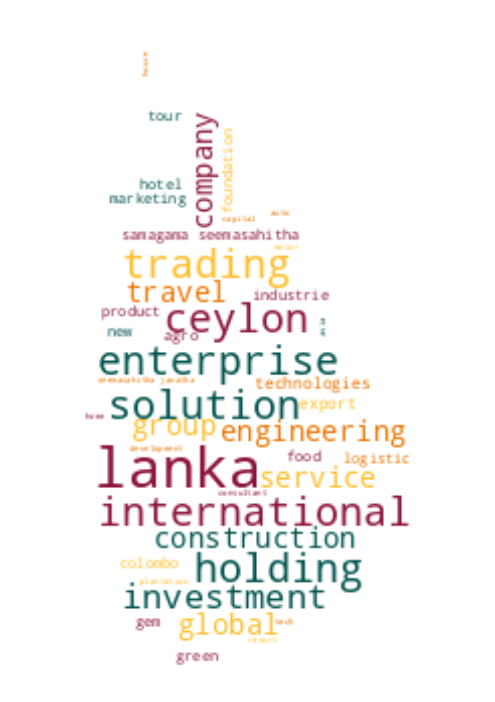 house
tour
company
foundation
hotel
marketing
capital
auto
samagama seemasahitha
motor
trading
travel
industrie
product
ceylon
new
agro
enterprise
seemasahitha janatha
technologies
solution
export
home
group
engineering
development
food
logistic
lanka
service
consultant
international
construction
colombo
holding
plantation
investment
gem
global
tech
resort
green